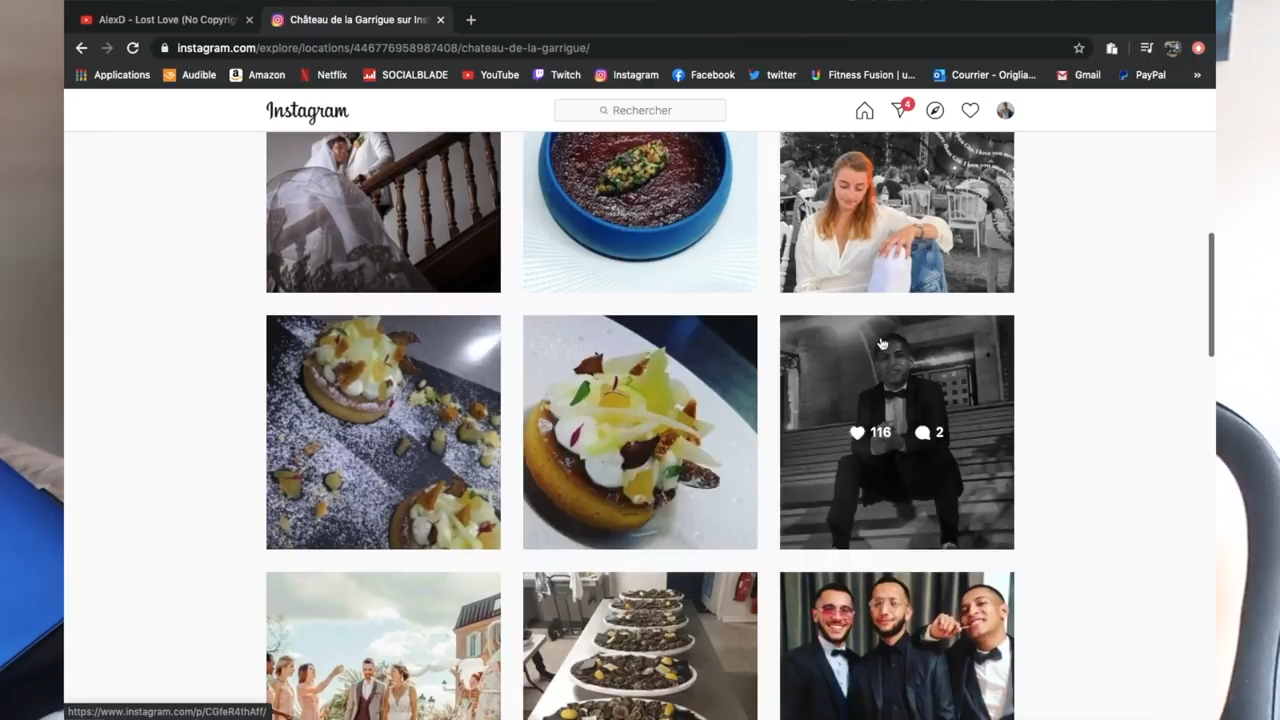 AlexD - Lost Love (No Copyrig
Château de la Garrigue sur Ins
instagram.com/explore/locations/446776958987408/chateau-de-la-garrigue/
Applications
Audible
Amazon
Netflix
SOCIALBLADE
YouTube
Twitch
Instagram
Facebook
twitter
Fitness Fusion | u...
Courrier - Origlia...
Gmail
PayPal
»
Instagram
Rechercher
4
116
2
https://www.instagram.com/p/CGfeR4thAff/